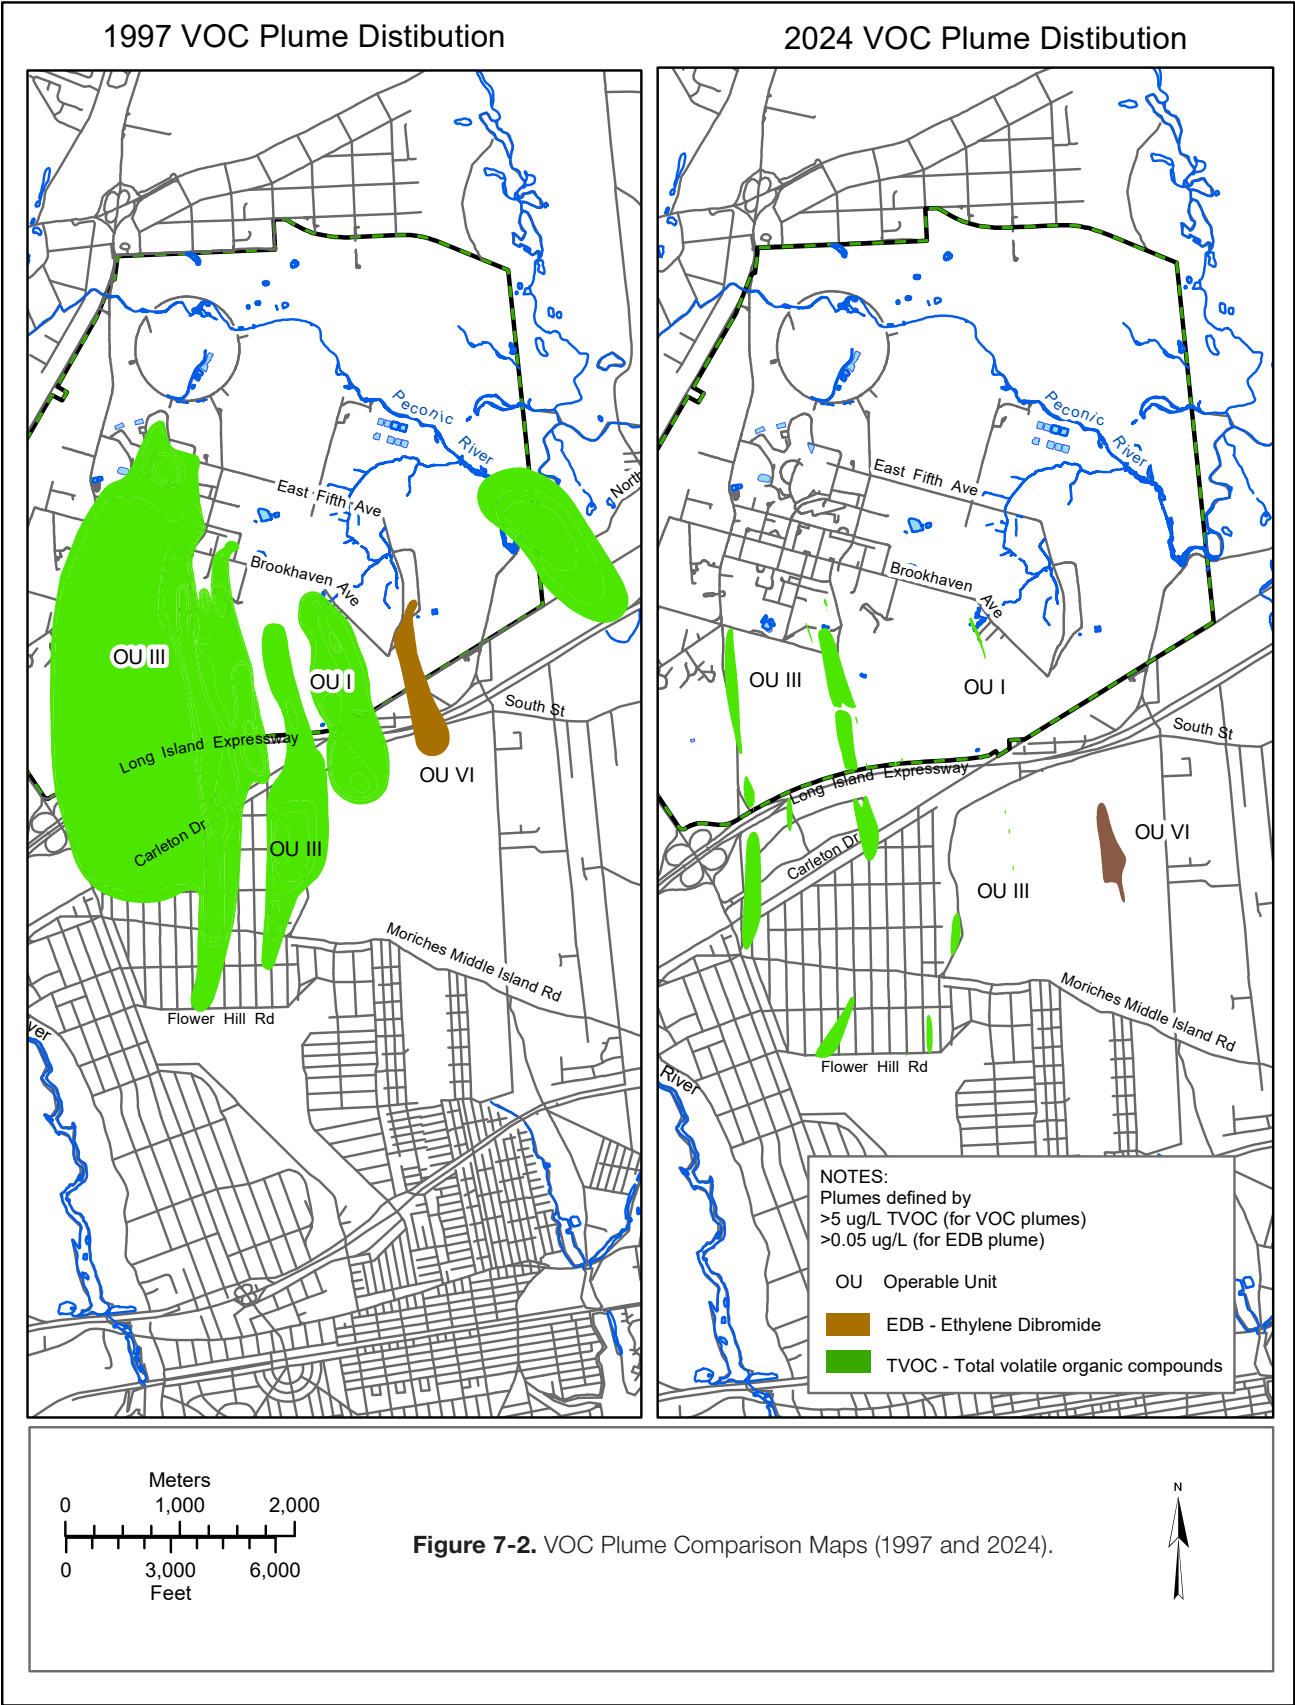 1997 VOC Plume Distibution
2024 VOC Plume Distibution
Peconic River
North
East Fifth Ave
Brookhaven Ave
OU III
OU I
South St
Long Island Expressway
OU VI
Carleton Dr
OU III
Moriches Middle Island Rd
Flower Hill Rd
ver
Peconic River
East Fifth Ave
Brookhaven Ave
OU III
OU I
South St
Long Island Expressway
OU VI
Carleton Dr
OU III
Moriches Middle Island Rd
Flower Hill Rd
River
NOTES:
Plumes defined by
>5 ug/L TVOC (for VOC plumes)
>0.05 ug/L (for EDB plume)
OU Operable Unit
EDB - Ethylene Dibromide
TVOC - Total volatile organic compounds
Meters
0 1,000 2,000
0 3,000 6,000
Feet
Figure 7-2. VOC Plume Comparison Maps (1997 and 2024).
N